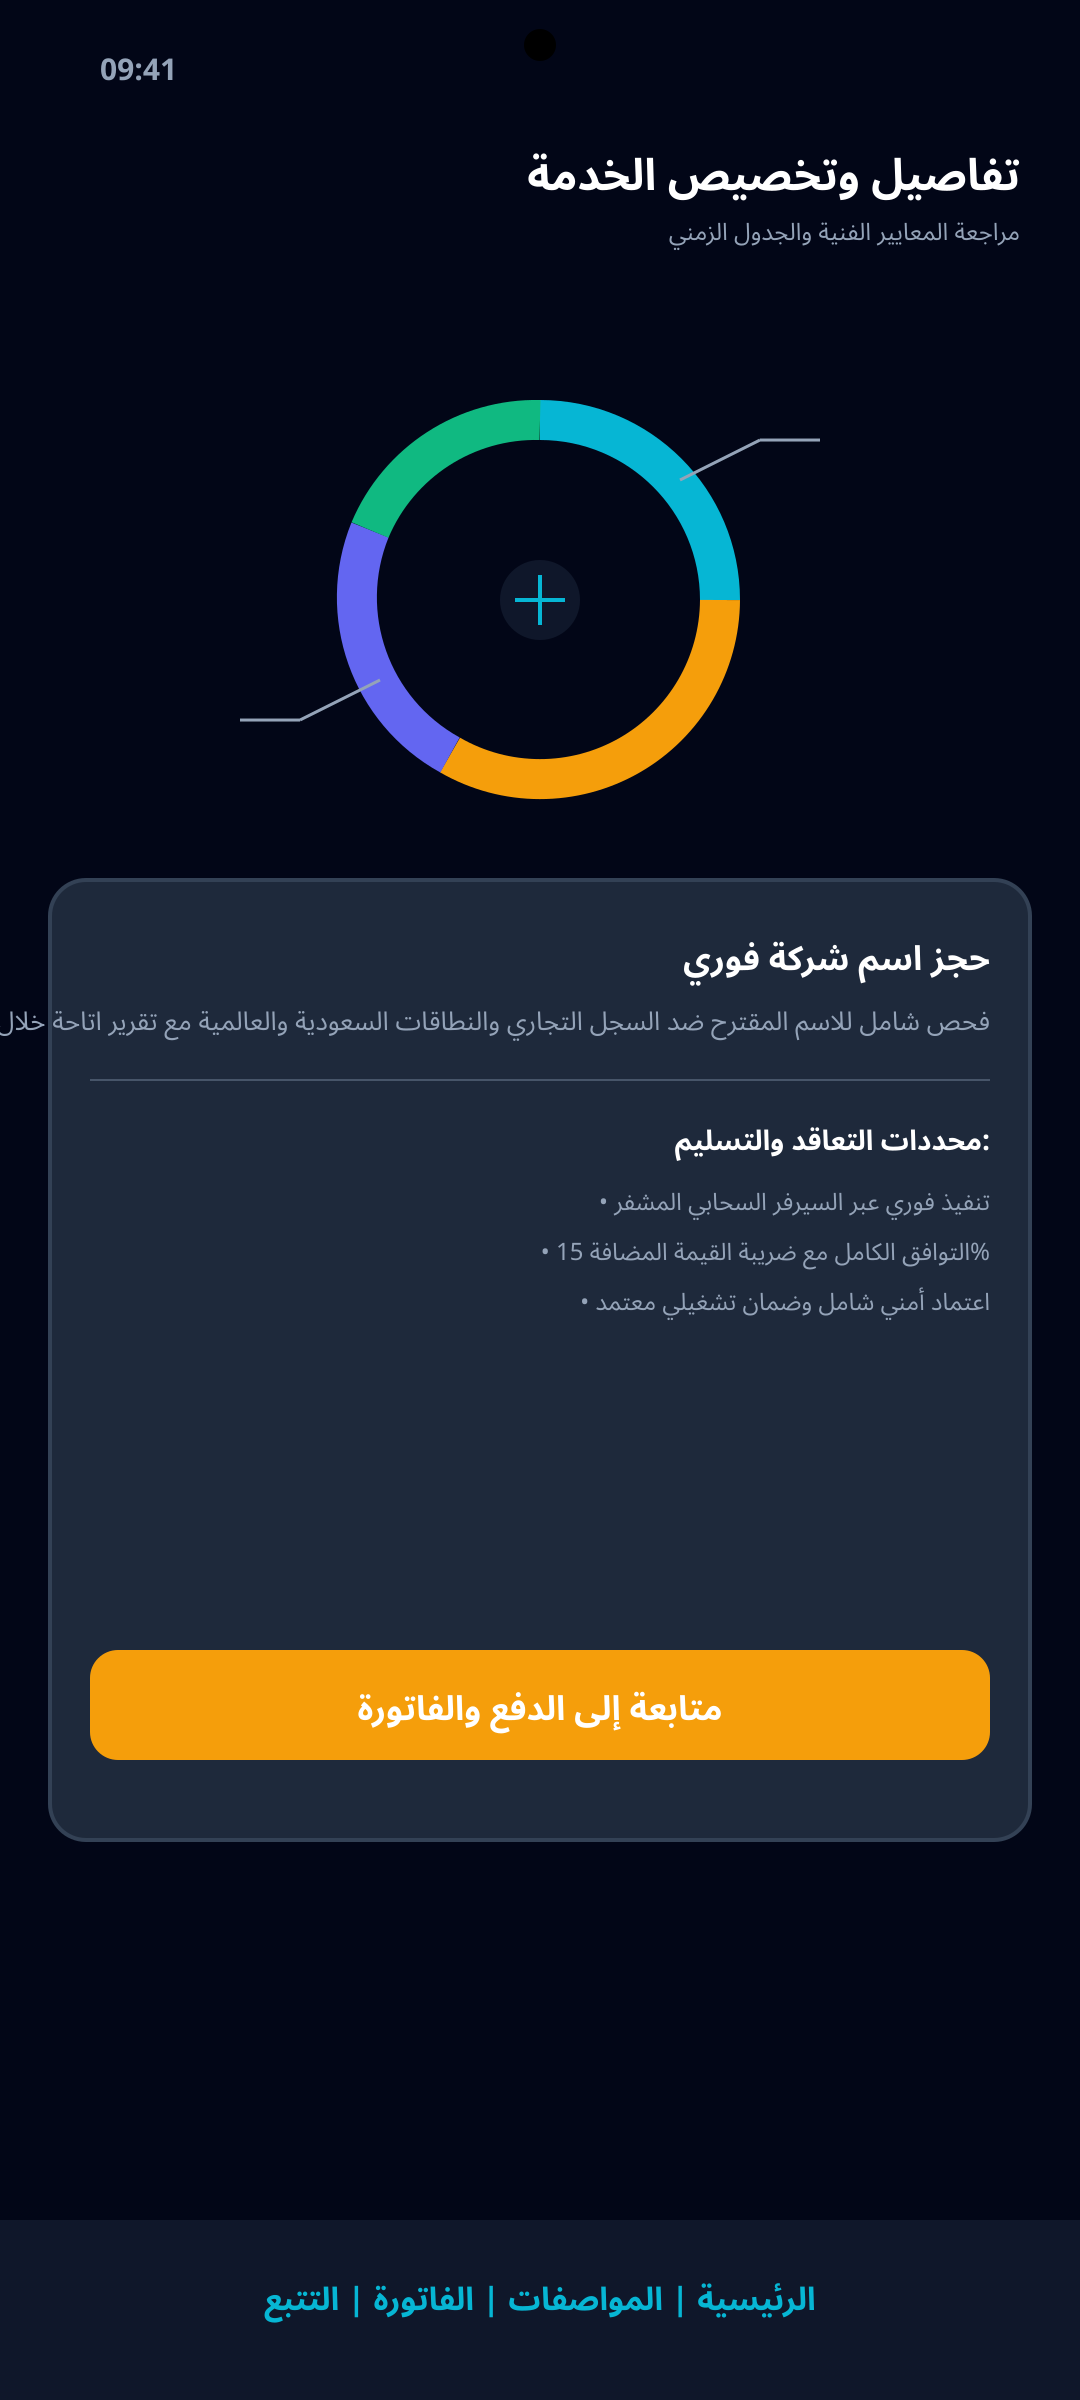 09:41
تفاصيل وتخصيص الخدمة
مراجعة المعايير الفنية والجدول الزمني
حجز اسم شركة فوري
فحص شامل للاسم المقترح ضد السجل التجاري والنطاقات السعودية والعالمية مع تقرير اتاحة خلال
محددات التعاقد والتسليم:
• تنفيذ فوري عبر السيرفر السحابي المشفر
• التوافق الكامل مع ضريبة القيمة المضافة 15%
• اعتماد أمني شامل وضمان تشغيلي معتمد
متابعة إلى الدفع والفاتورة
الرئيسية | المواصفات | الفاتورة | التتبع